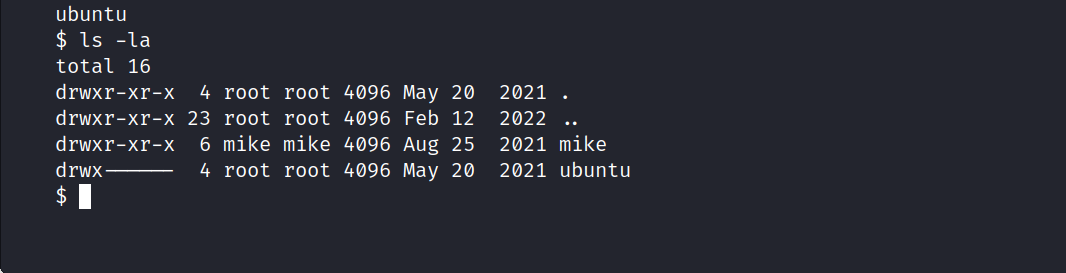 ubuntu
$ ls -la
total 16
drwxr-xr-x  4 root root 4096 May 20  2021 .
drwxr-xr-x 23 root root 4096 Feb 12  2022 ..
drwxr-xr-x  6 mike mike 4096 Aug 25  2021 mike
drwx------  4 root root 4096 May 20  2021 ubuntu
$